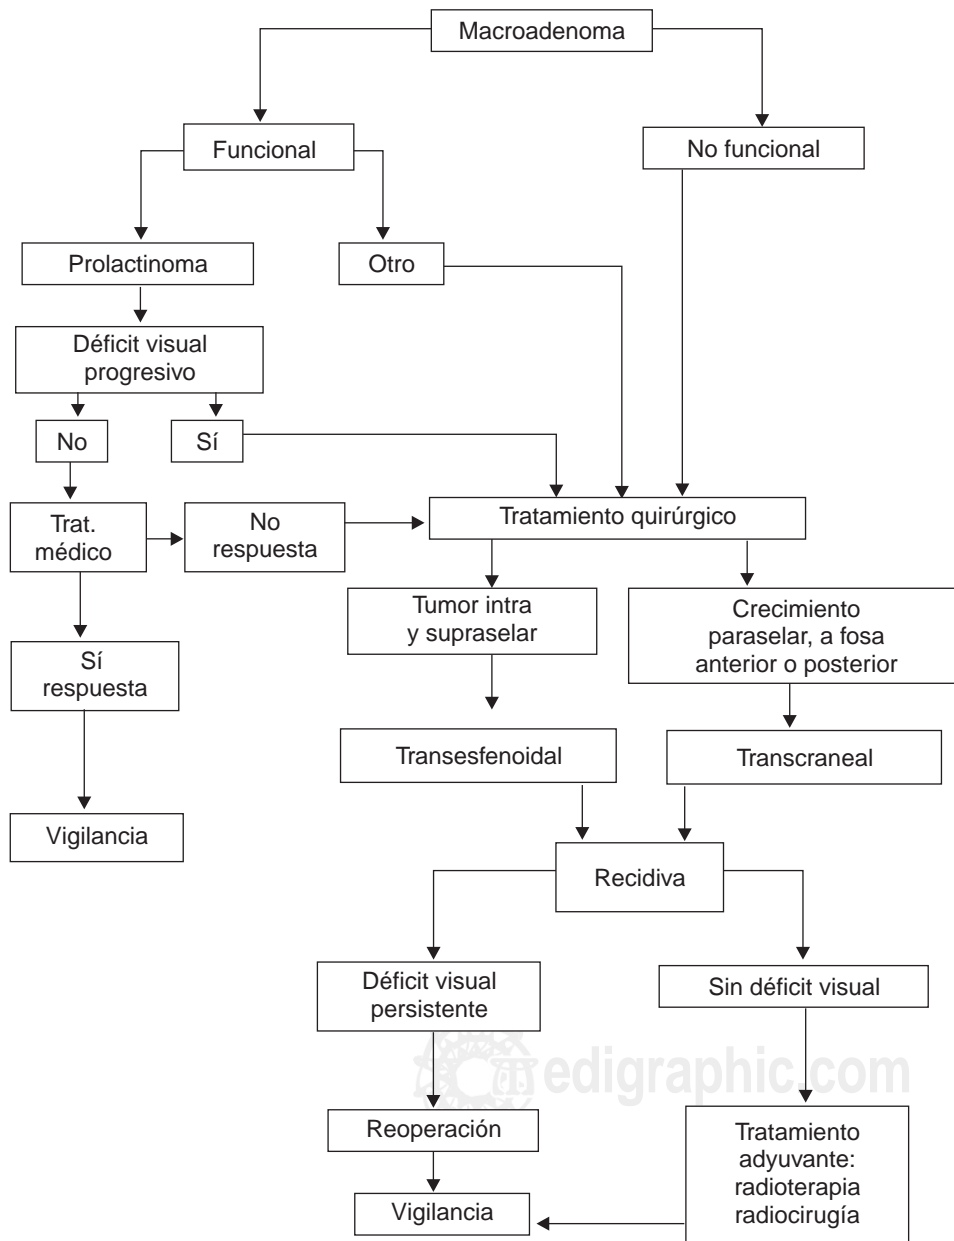 Macroadenoma
Funcional
No funcional
Prolactinoma
Otro
Déficit visual
progresivo
No
Sí
Trat.
médico
No
respuesta
Tratamiento quirúrgico
Tumor intra
y supraselar
Crecimiento
paraselar, a fosa
anterior o posterior
Sí
respuesta
Transesfenoidal
Transcraneal
Vigilancia
Recidiva
Déficit visual
persistente
Sin déficit visual
edigraphic.com
Reoperación
Tratamiento
adyuvante:
radioterapia
radiocirugía
Vigilancia